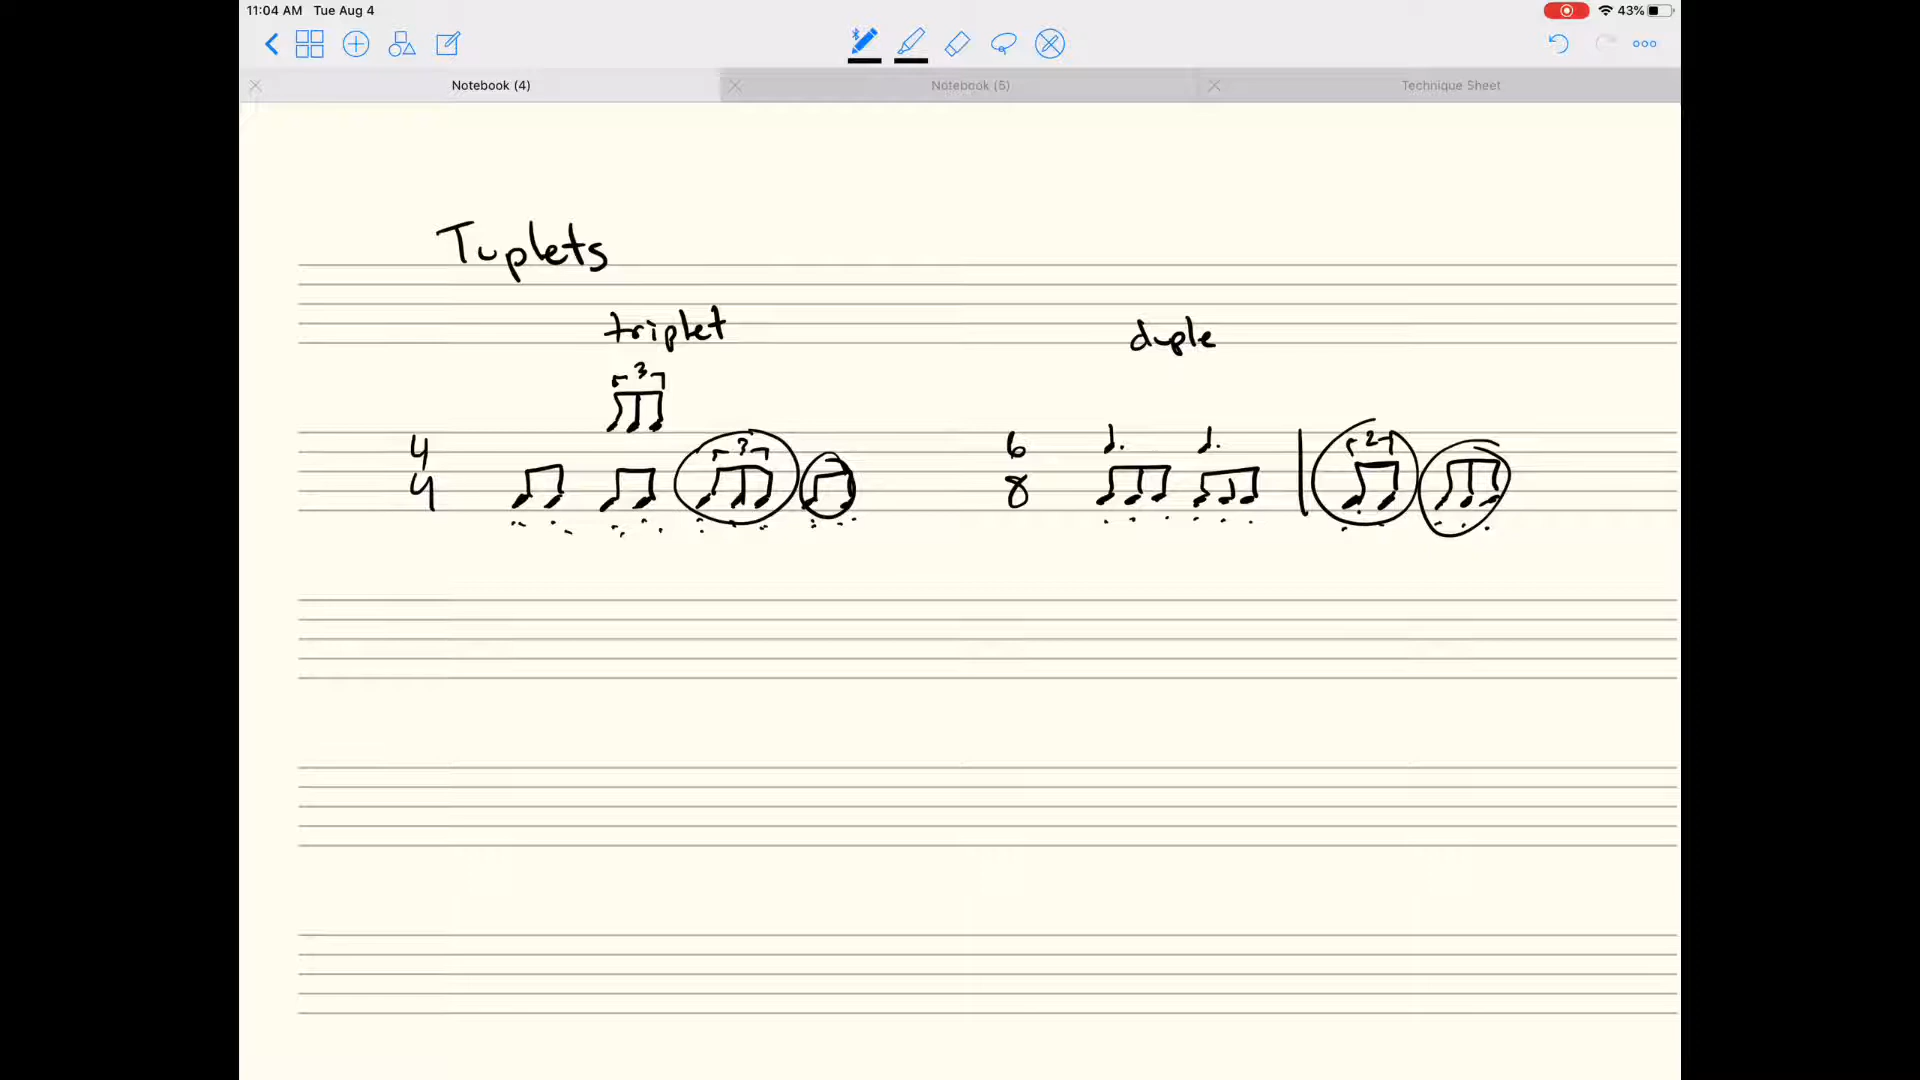 11:04 AM Tue Aug 4
43%
Notebook (4)
Notebook (5)
Technique Sheet
Tuplets
triplet
duple
3
4
4
3
6
8
2